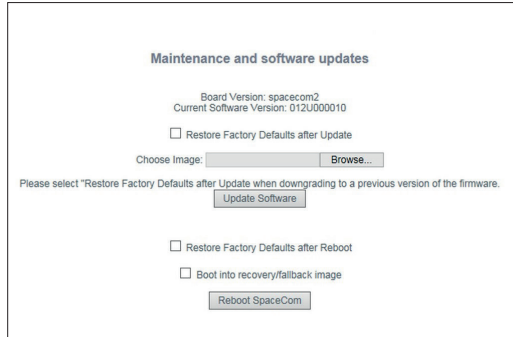 Maintenance and software updates
Board Version: spacecom2
Current Software Version: 012U000010
Restore Factory Defaults after Update
Choose Image: Browse...
Please select "Restore Factory Defaults after Update when downgrading to a previous version of the firmware.
Update Software
Restore Factory Defaults after Reboot
Boot into recovery/fallback image
Reboot SpaceCom